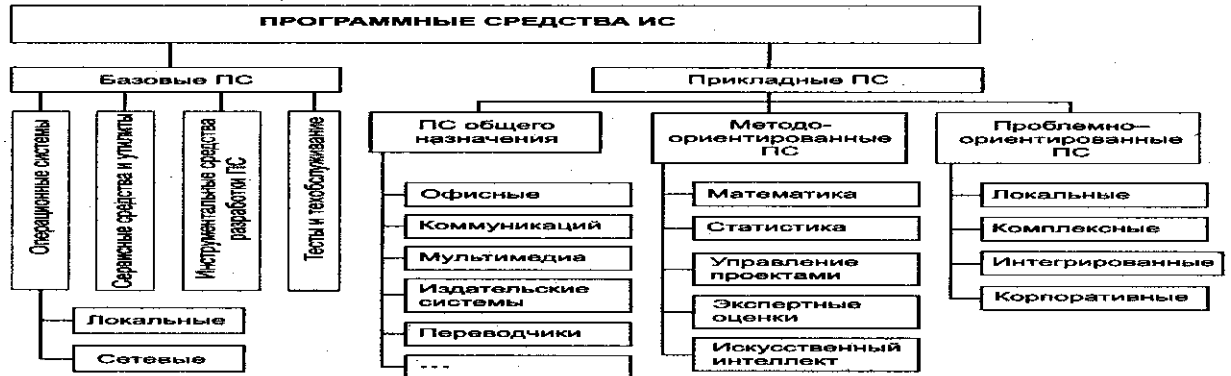 ПРОГРАММНЫЕ СРЕДСТВА ИС
Базовые ПС
Прикладные ПС
Операционные системы
Сервисные средства и утилиты
Инструментальные средства
разработки ПС
Тесты и техобслуживание
Локальные
Сетевые
ПС общего
назначения
Офисные
Коммуникаций
Мультимедиа
Издательские
системы
Переводчики
---
Методо-
ориентированные
ПС
Математика
Статистика
Управление
проектами
Экспертные
оценки
Искусственный
интеллект
Проблемно-
ориентированные
ПС
Локальные
Комплексные
Интегрированные
Корпоративные